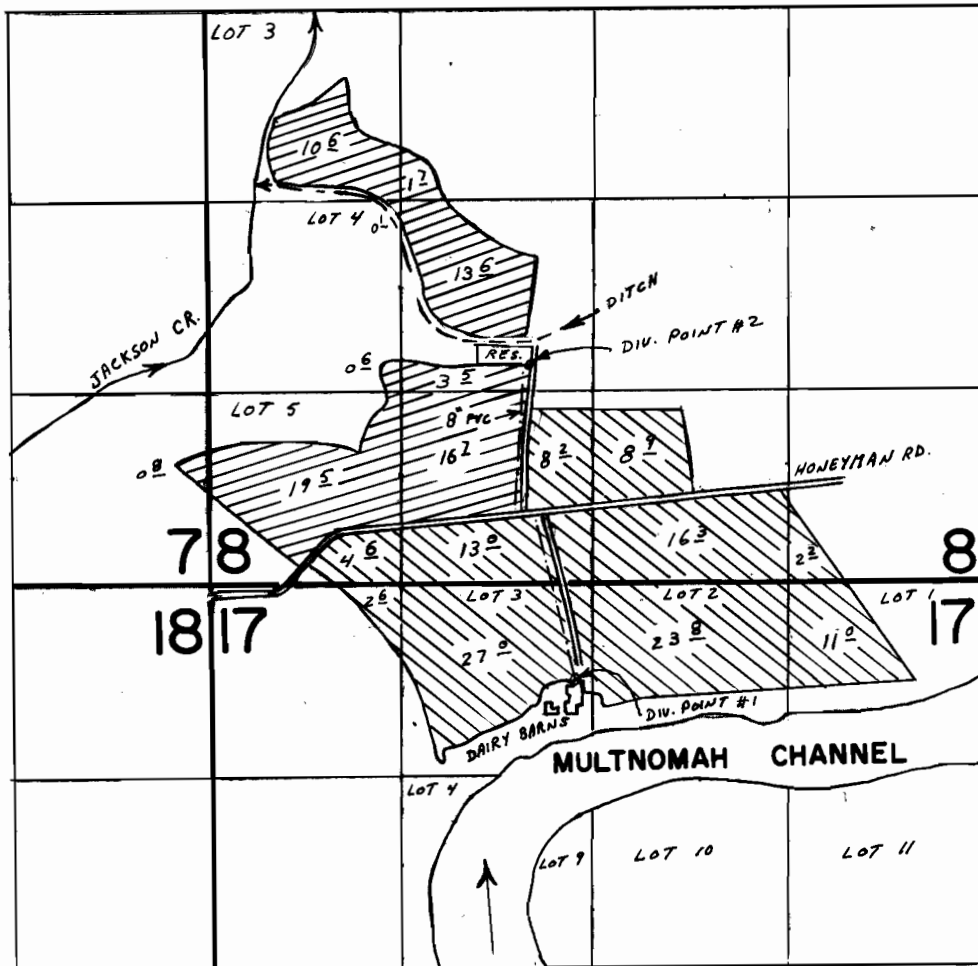 LOT 3
10 6
1 7
LOT 4
0 1
13 6
DITCH
DIV. POINT #2
JACKSON CR.
RES.
0 6
3 5
LOT 5
8" PVC
16 7
8 2
8 9
HONEYMAN RD.
0 8
19 5
16 3
4 6
13 0
2 2
7 8
8
2 6
LOT 3
LOT 2
LOT 1
18 17
17
27 0
23 8
11 0
DIV. POINT #1
DAIRY BARNS
MULTNOMAH CHANNEL
LOT 4
LOT 9
LOT 10
LOT 11